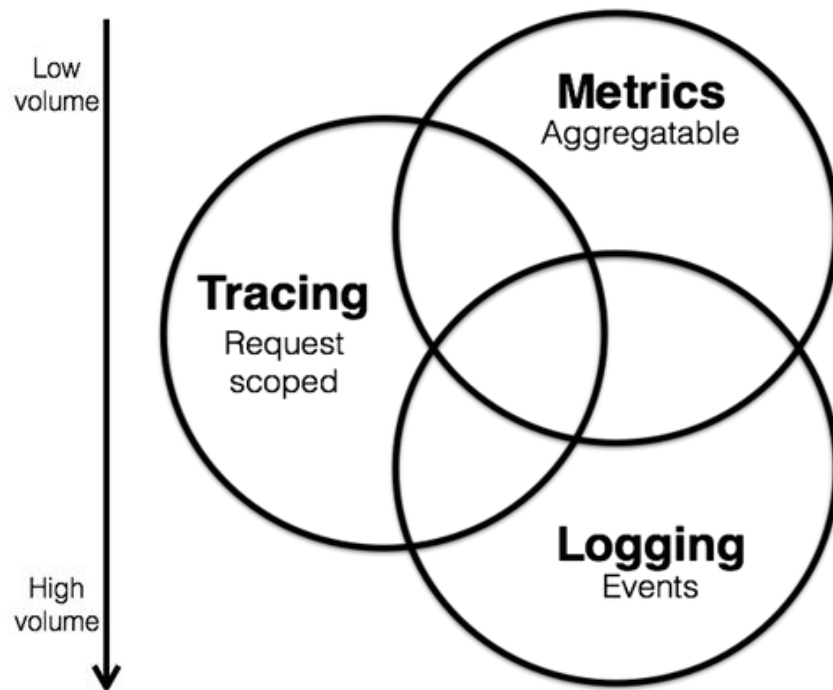 Low
volume
Metrics
Aggregatable
Tracing
Request
scoped
Logging
Events
High
volume